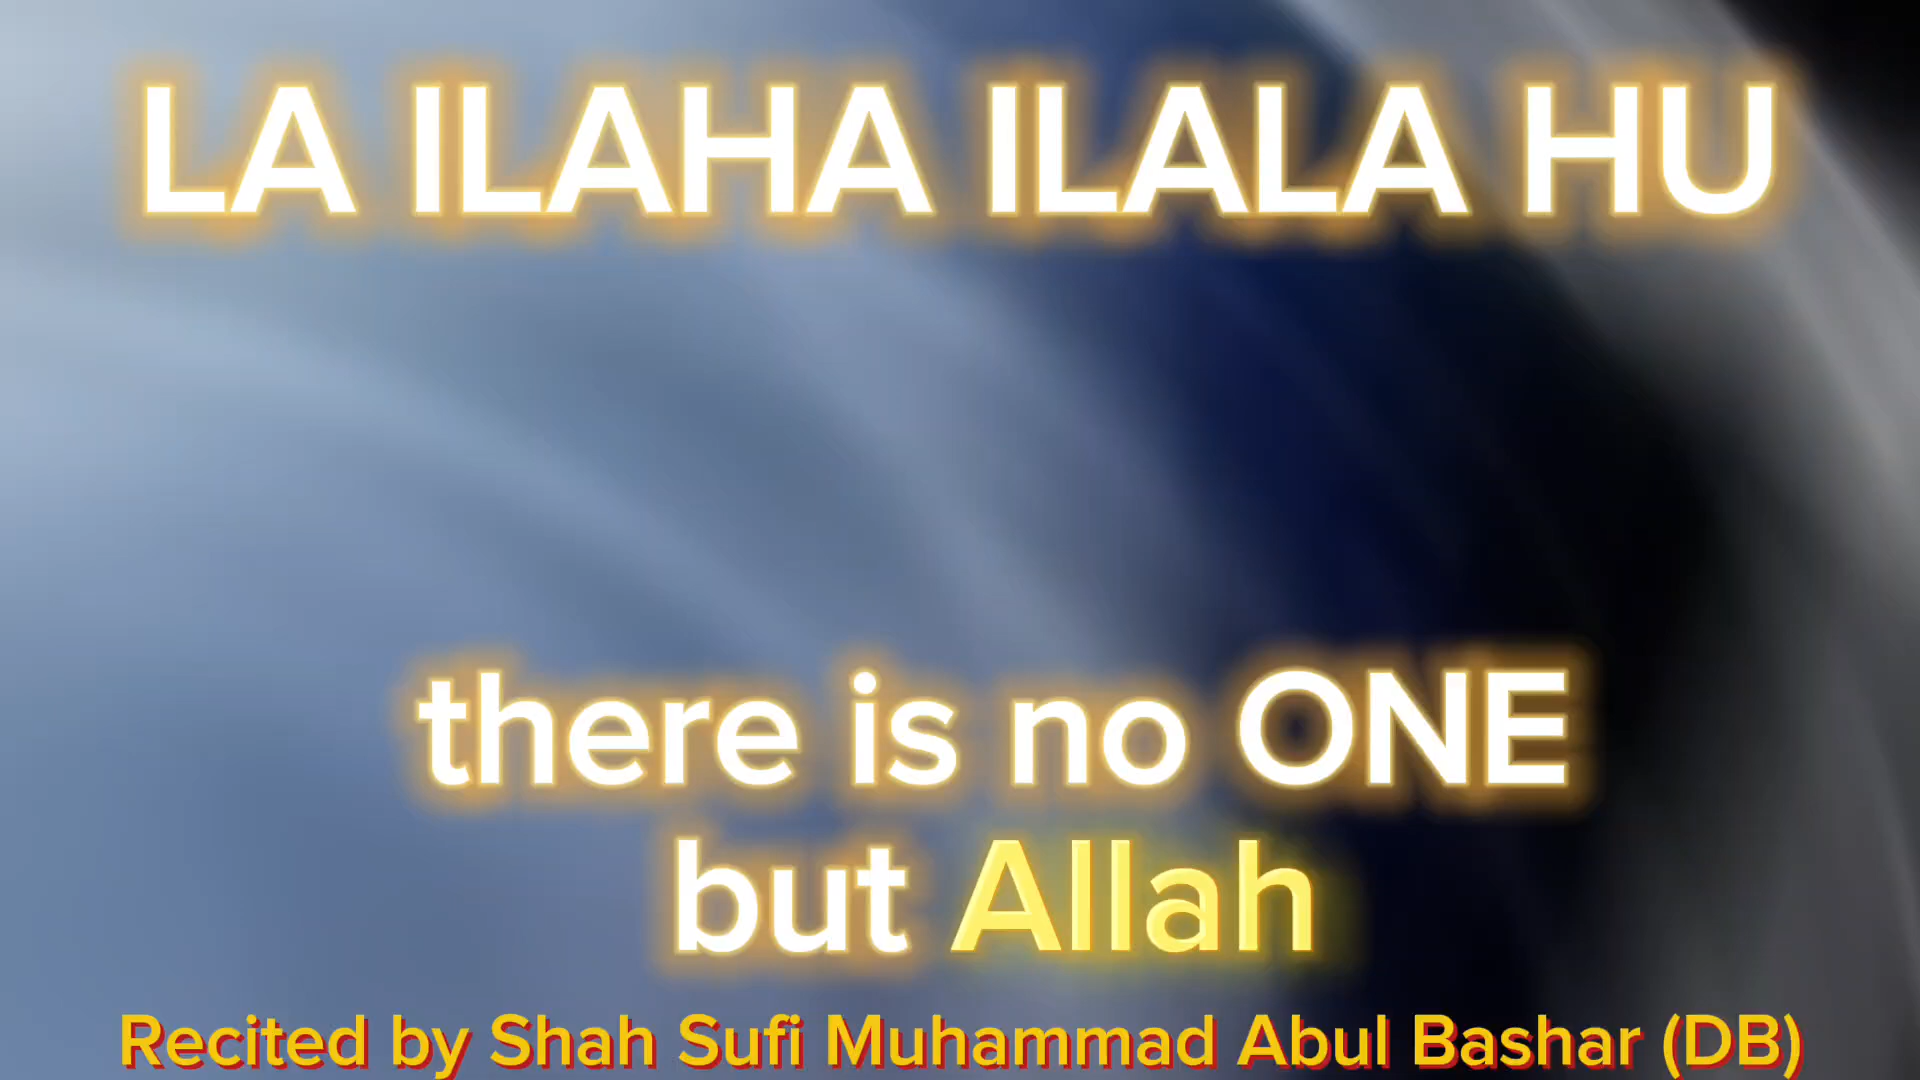 LA ILAHA ILALA HU
there is no ONE
but Allah
Recited by Shah Sufi Muhammad Abul Bashar (DB)